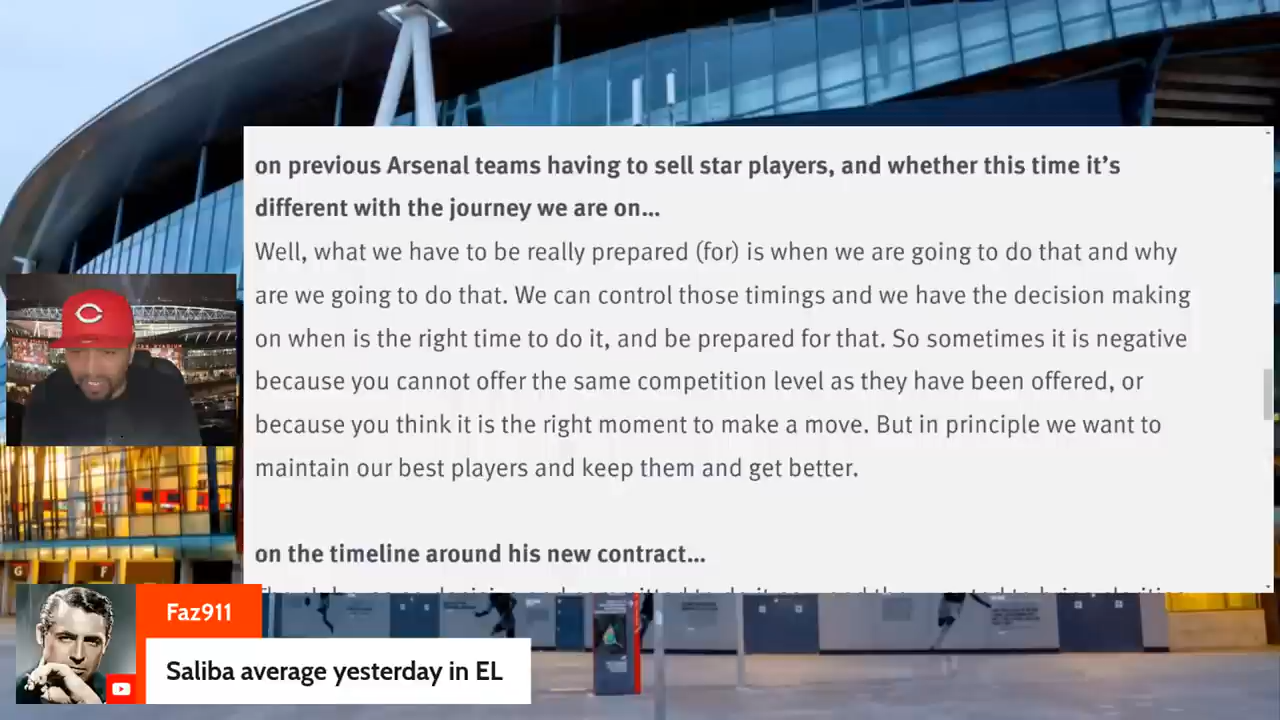 on previous Arsenal teams having to sell star players, and whether this time it's
different with the journey we are on...
Well, what we have to be really prepared (for) is when we are going to do that and why
are we going to do that. We can control those timings and we have the decision making
on when is the right time to do it, and be prepared for that. So sometimes it is negative
because you cannot offer the same competition level as they have been offered, or
because you think it is the right moment to make a move. But in principle we want to
maintain our best players and keep them and get better.
on the timeline around his new contract...
G
F
Faz911
Saliba average yesterday in EL